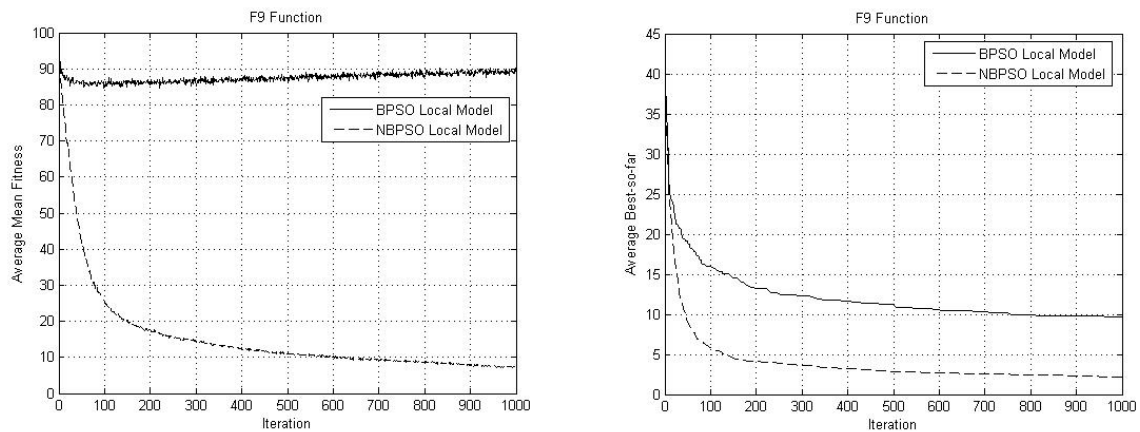 F9 Function
100
90
80
70
60
50
40
30
20
10
0
Average Mean Fitness
BPSO Local Model
NBPSO Local Model
0 100 200 300 400 500 600 700 800 900 1000
Iteration
F9 Function
45
40
35
30
25
20
15
10
5
0
Average Best-so-far
BPSO Local Model
NBPSO Local Model
0 100 200 300 400 500 600 700 800 900 1000
Iteration